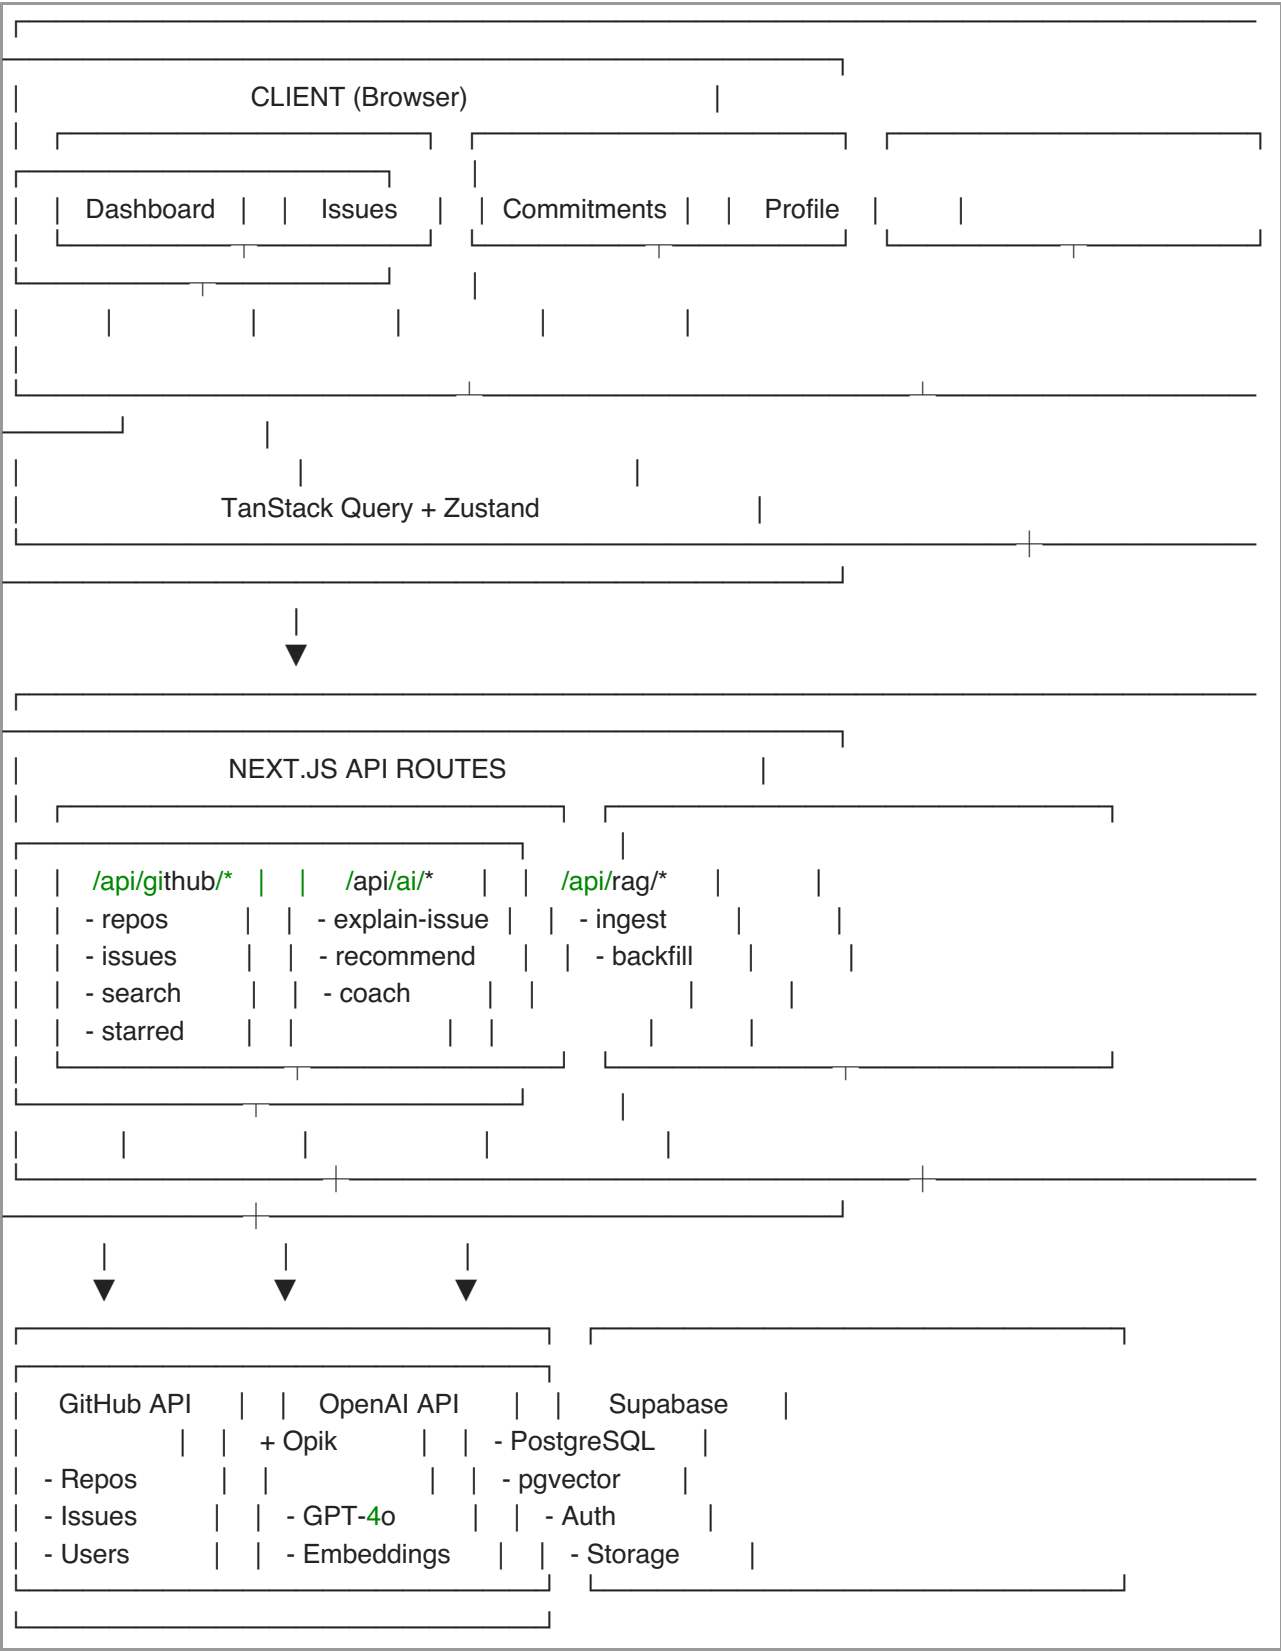 CLIENT (Browser)
Dashboard | | Issues | | Commitments | | Profile |
TanStack Query + Zustand
▼
NEXT.JS API ROUTES
/api/github/* | | /api/ai/* | | /api/rag/*
- repos | | - explain-issue | | - ingest
- issues | | - recommend | | - backfill
- search | | - coach
- starred
▼ ▼ ▼
GitHub API | | OpenAI API | | Supabase
+ Opik | | - PostgreSQL
- Repos | | | | - pgvector
- Issues | | - GPT-4o | | - Auth
- Users | | - Embeddings | | - Storage